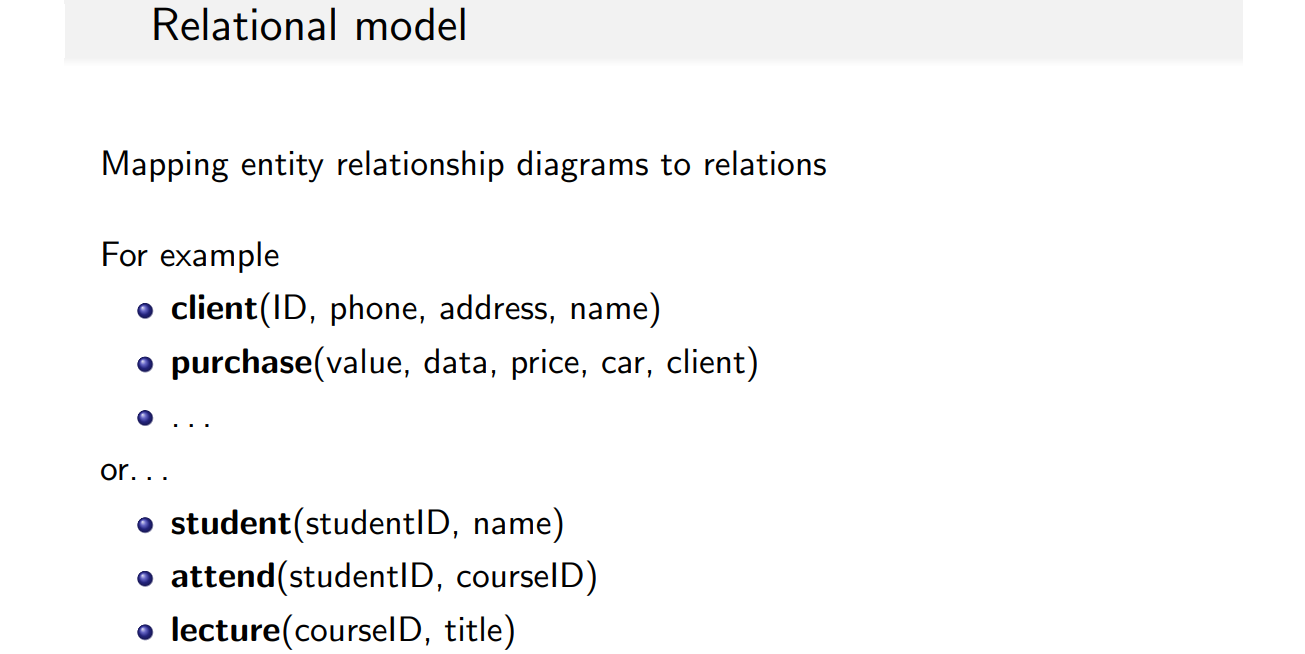 Relational model
Mapping entity relationship diagrams to relations
For example
client(ID, phone, address, name)
purchase(value, data, price, car, client)
...
or...
student(studentID, name)
attend(studentID, courseID)
lecture(courseID, title)